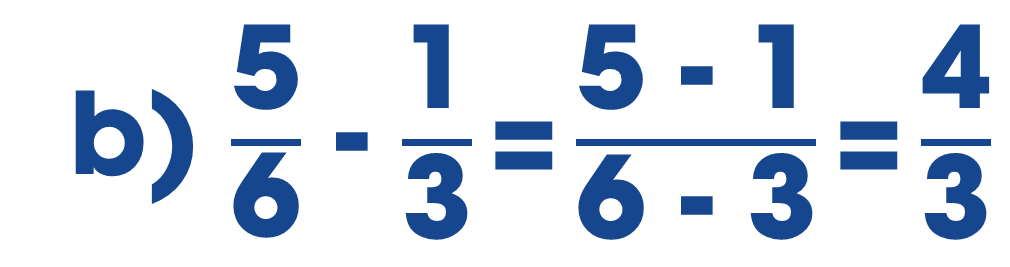 b) 5/6 - 1/3 = (5 - 1)/(6 - 3) = 4/3